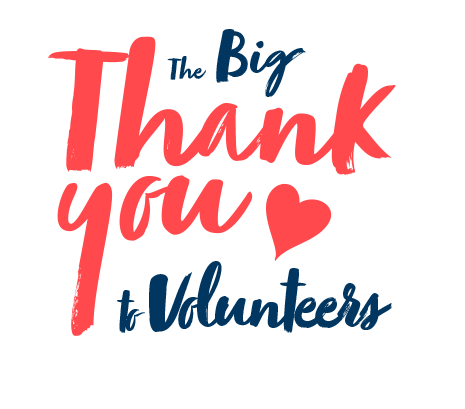 The Big
Thank
you
to Volunteers